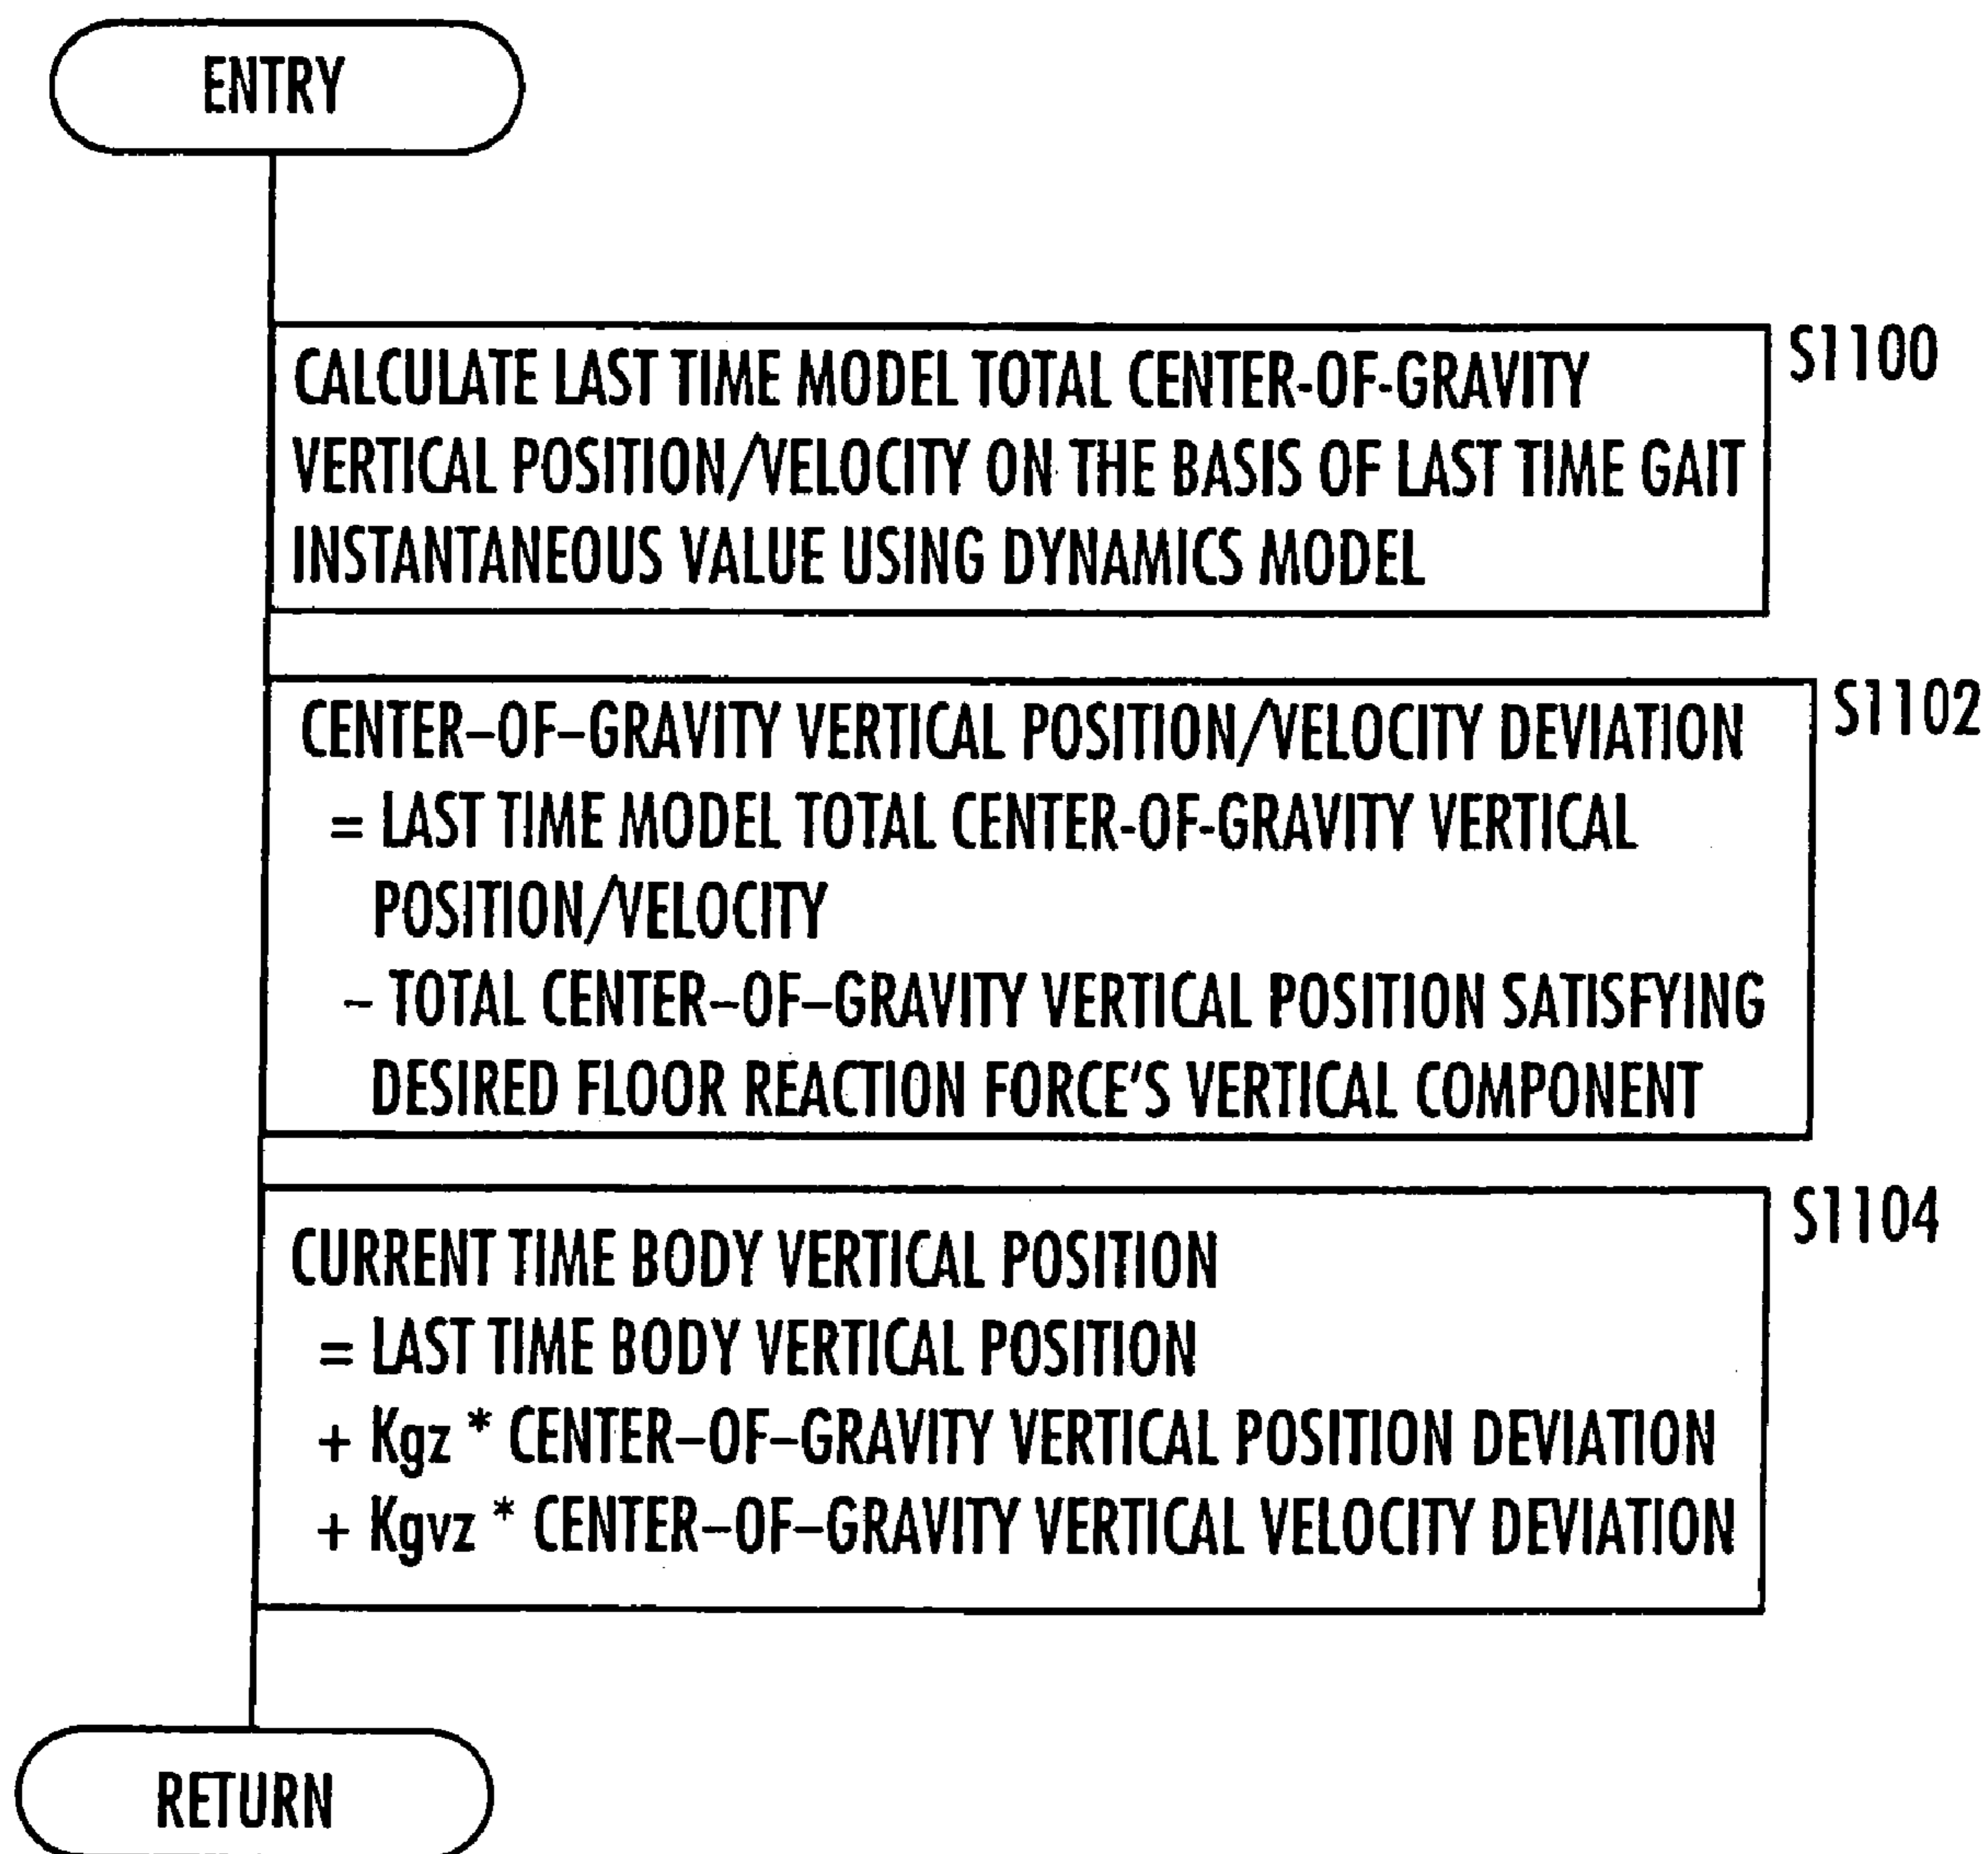 ENTRY
CALCULATE LAST TIME MODEL TOTAL CENTER-OF-GRAVITY
VERTICAL POSITION/VELOCITY ON THE BASIS OF LAST TIME GAIT
INSTANTANEOUS VALUE USING DYNAMICS MODEL
S1100
CENTER-OF-GRAVITY VERTICAL POSITION/VELOCITY DEVIATION
= LAST TIME MODEL TOTAL CENTER-OF-GRAVITY VERTICAL
POSITION/VELOCITY
- TOTAL CENTER-OF-GRAVITY VERTICAL POSITION SATISFYING
DESIRED FLOOR REACTION FORCE'S VERTICAL COMPONENT
S1102
CURRENT TIME BODY VERTICAL POSITION
= LAST TIME BODY VERTICAL POSITION
+ Kgz * CENTER-OF-GRAVITY VERTICAL POSITION DEVIATION
+ Kgvz * CENTER-OF-GRAVITY VERTICAL VELOCITY DEVIATION
S1104
RETURN